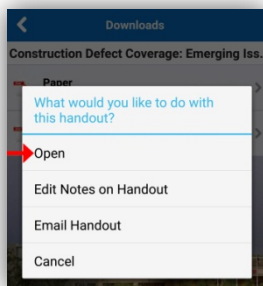 Downloads
Construction Defect Coverage: Emerging Iss.
Paper
What would you like to do with
this handout?
Open
Edit Notes on Handout
Email Handout
Cancel